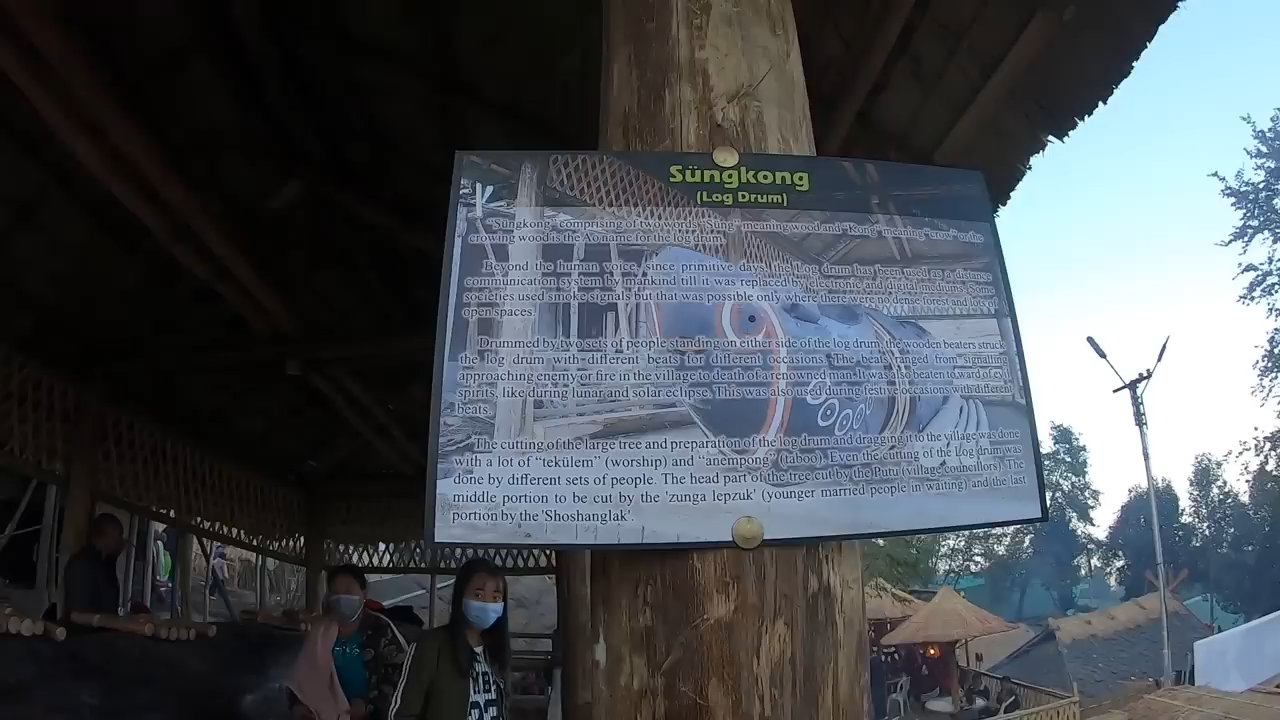 Süngkong
(Log Drum)
"Süngkong" comprising of two words "Süng" meaning wood and "Kong" meaning "crow" or the
crowing wood is the Ao name for the log drum.
Beyond the human voice, since primitive days, the Log drum has been used as a distance
communication system by mankind till it was replaced by electronic and digital mediums. Some
societies used smoke signals but that was possible only where there were no dense forest and lots of
open spaces.
Drummed by two sets of people standing on either side of the log drum, the wooden beaters struck
the log drum with different beats for different occasions. The beats ranged from signalling
approaching enemy or fire in the village to death of a renowned man. It was also beaten to ward of evil
spirits, like during lunar and solar eclipse. This was also used during festive occasions with different
beats.
The cutting of the large tree and preparation of the log drum and dragging it to the village was done
with a lot of "tekülem" (worship) and "anempong" (taboo). Even the cutting of the Log drum was
done by different sets of people. The head part of the tree cut by the Putu (village councillors). The
middle portion to be cut by the 'zunga lepzuk' (younger married people in waiting) and the last
portion by the 'Shoshanglak'.